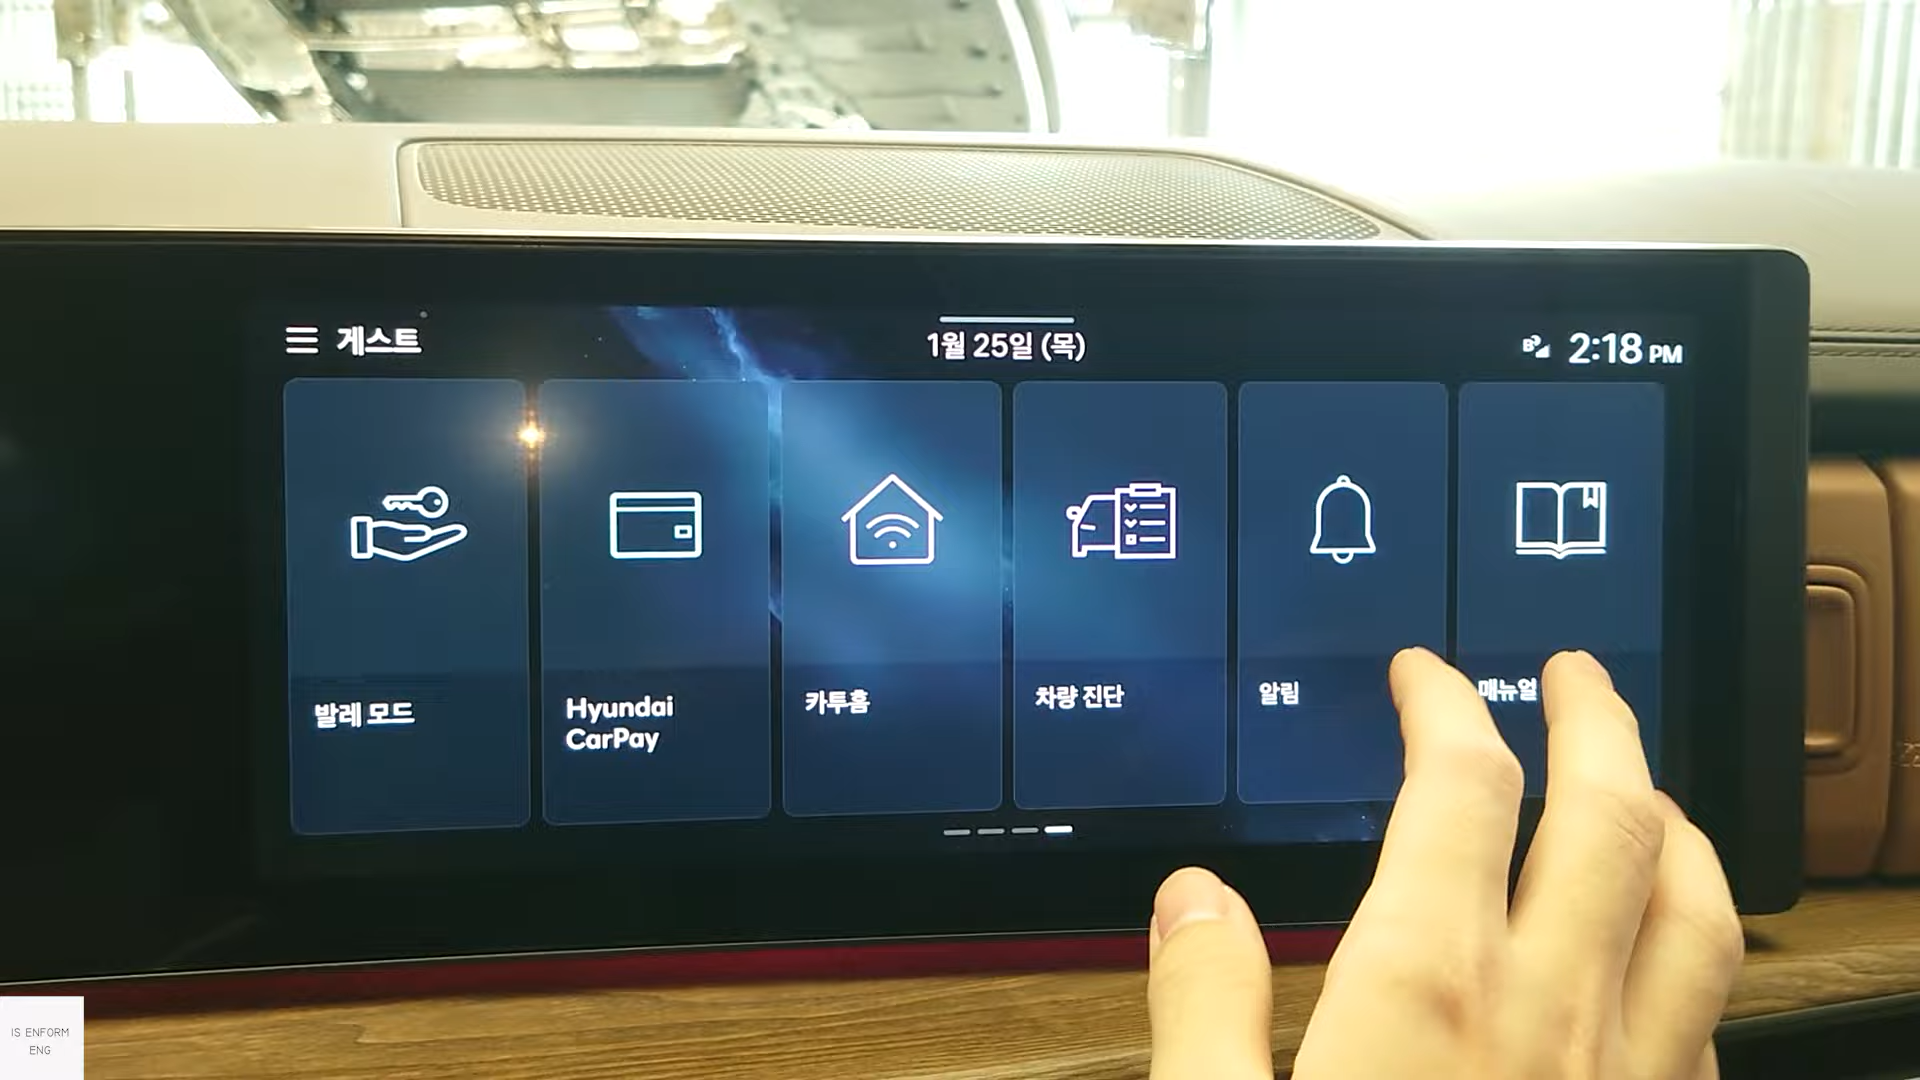 게스트
1월 25일 (목)
2:18 PM
발레 모드
Hyundai
CarPay
카투홈
차량 진단
알림
매뉴얼
IS ENFORM
ENG